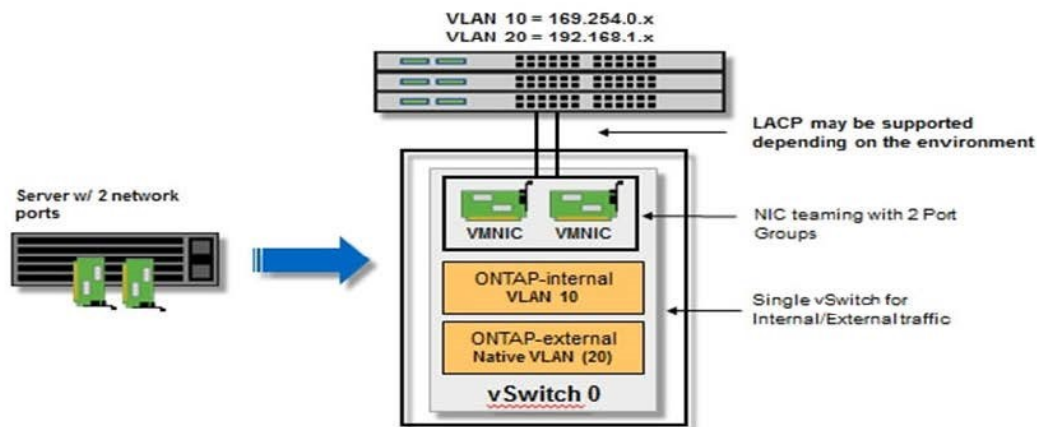 VLAN 10 = 169.254.0.x
VLAN 20 = 192.168.1.x
LACP may be supported
depending on the environment
Server w/ 2 network
ports
VMNIC
VMNIC
NIC teaming with 2 Port
Groups
ONTAP-internal
VLAN 10
Single vSwitch for
Internal/External traffic
ONTAP-external
Native VLAN (20)
vSwitch 0